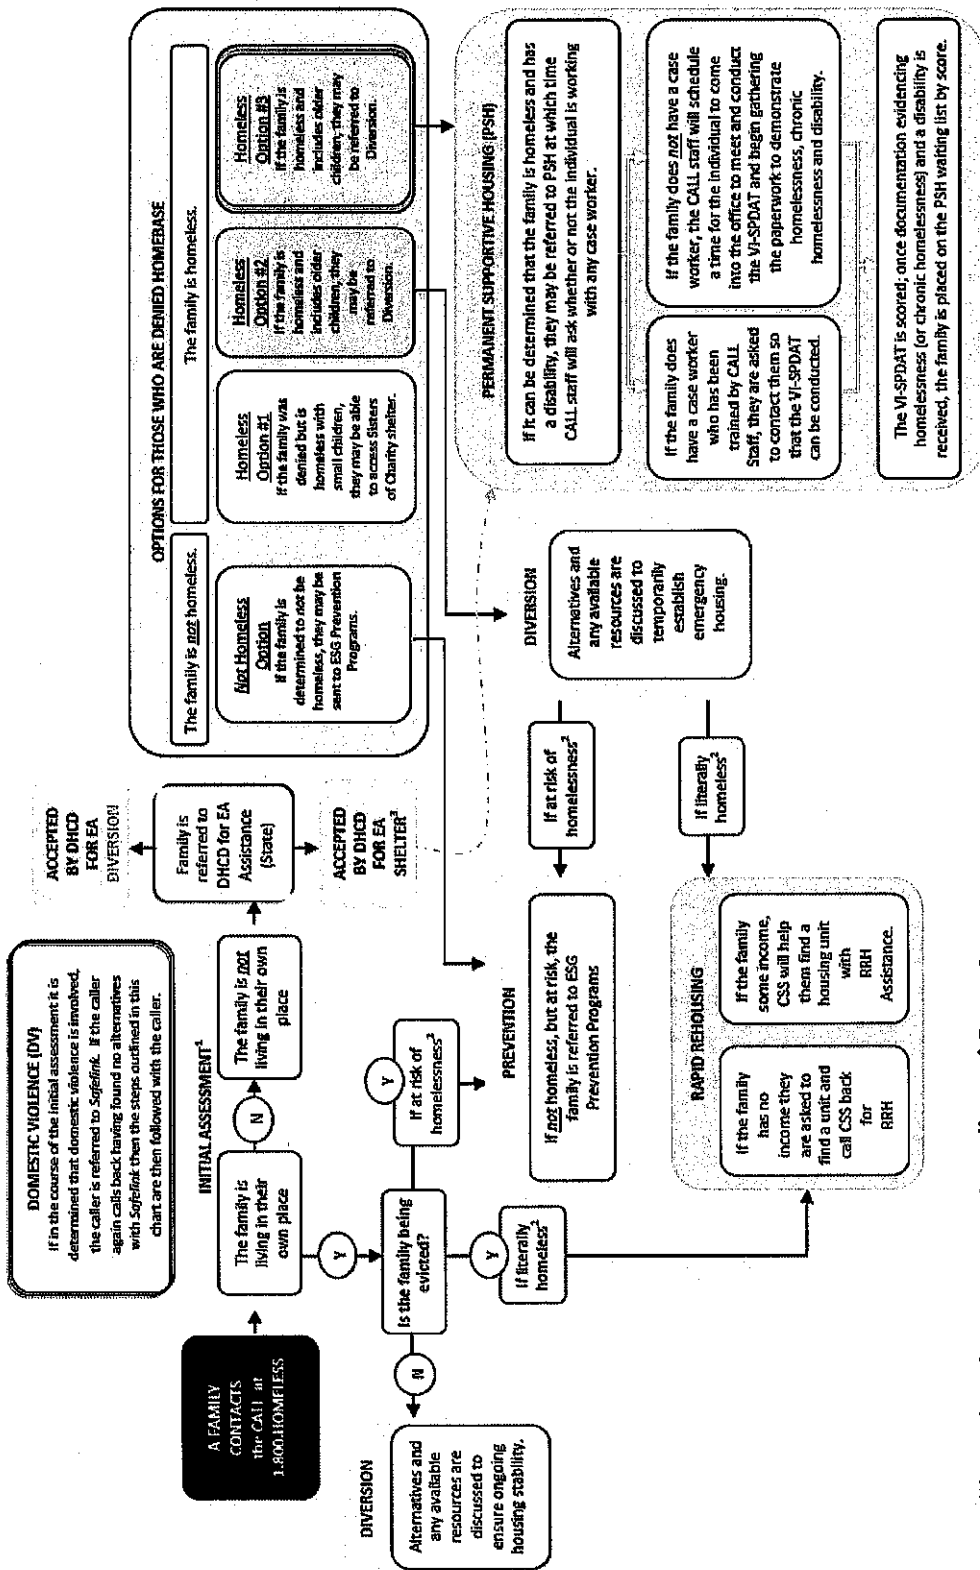 DOMESTIC VIOLENCE (DV)
If in the course of the initial assessment it is
determined that domestic violence is involved,
the caller is referred to Safelink. If the caller
again calls back having found no alternatives
with Safelink then the steps outlined in this
chart are then followed with the caller.
A FAMILY
CONTACTS
the CALL at
1.800.HOMELESS
INITIAL ASSESSMENT¹
The family is
living in their
own place
N
The family is not
living in their own
place
ACCEPTED
BY DHCD
FOR EA
DIVERSION
Family is
referred to
DHCD for EA
Assistance
(State)
ACCEPTED
BY DHCD
FOR EA
SHELTER³
Y
Is the family being
evicted?
N
DIVERSION
Alternatives and
any available
resources are
discussed to
ensure ongoing
housing stability.
Y
If at risk of
homelessness²
Y
If literally
homeless²
OPTIONS FOR THOSE WHO ARE DENIED HOMEBASE
The family is not homeless.
The family is homeless.
Not Homeless
Option
If the family is
determined to not be
homeless, they may be
sent to ESG Prevention
Programs.
Homeless
Option #1
If the family was
denied but is
homeless with
small children,
they may be able
to access Sisters
of Charity shelter.
Homeless
Option #2
If the family is
homeless and
includes older
children, they
may be
referred to
Diversion.
Homeless
Option #3
If the family is
homeless and
includes older
children, they may
be referred to
Diversion.
PREVENTION
If not homeless, but at risk, the
family is referred to ESG
Prevention Programs
If at risk of
homelessness²
If literally
homeless²
DIVERSION
Alternatives and
any available
resources are
discussed to
temporarily
establish
emergency
housing.
RAPID REHOUSING
If the family
has no
income they
are asked to
find a unit and
call CSS back
for
RRH
If the family
some income,
CSS will help
them find a
housing unit
with
RRH
Assistance.
PERMANENT SUPPORTIVE HOUSING (PSH)
If it can be determined that the family is homeless and has
a disability, they may be referred to PSH at which time
CALL staff will ask whether or not the individual is working
with any case worker.
If the family does
have a case worker
who has been
trained by CALL
Staff, they are asked
to contact them so
that the VI-SPDAT
can be conducted.
If the family does not have a case
worker, the CALL staff will schedule
a time for the individual to come
into the office to meet and conduct
the VI-SPDAT and begin gathering
the paperwork to demonstrate
homelessness, chronic
homelessness and disability.
The VI-SPDAT is scored; once documentation evidencing
homelessness (or chronic homelessness) and a disability is
received, the family is placed on the PSH waiting list by score.